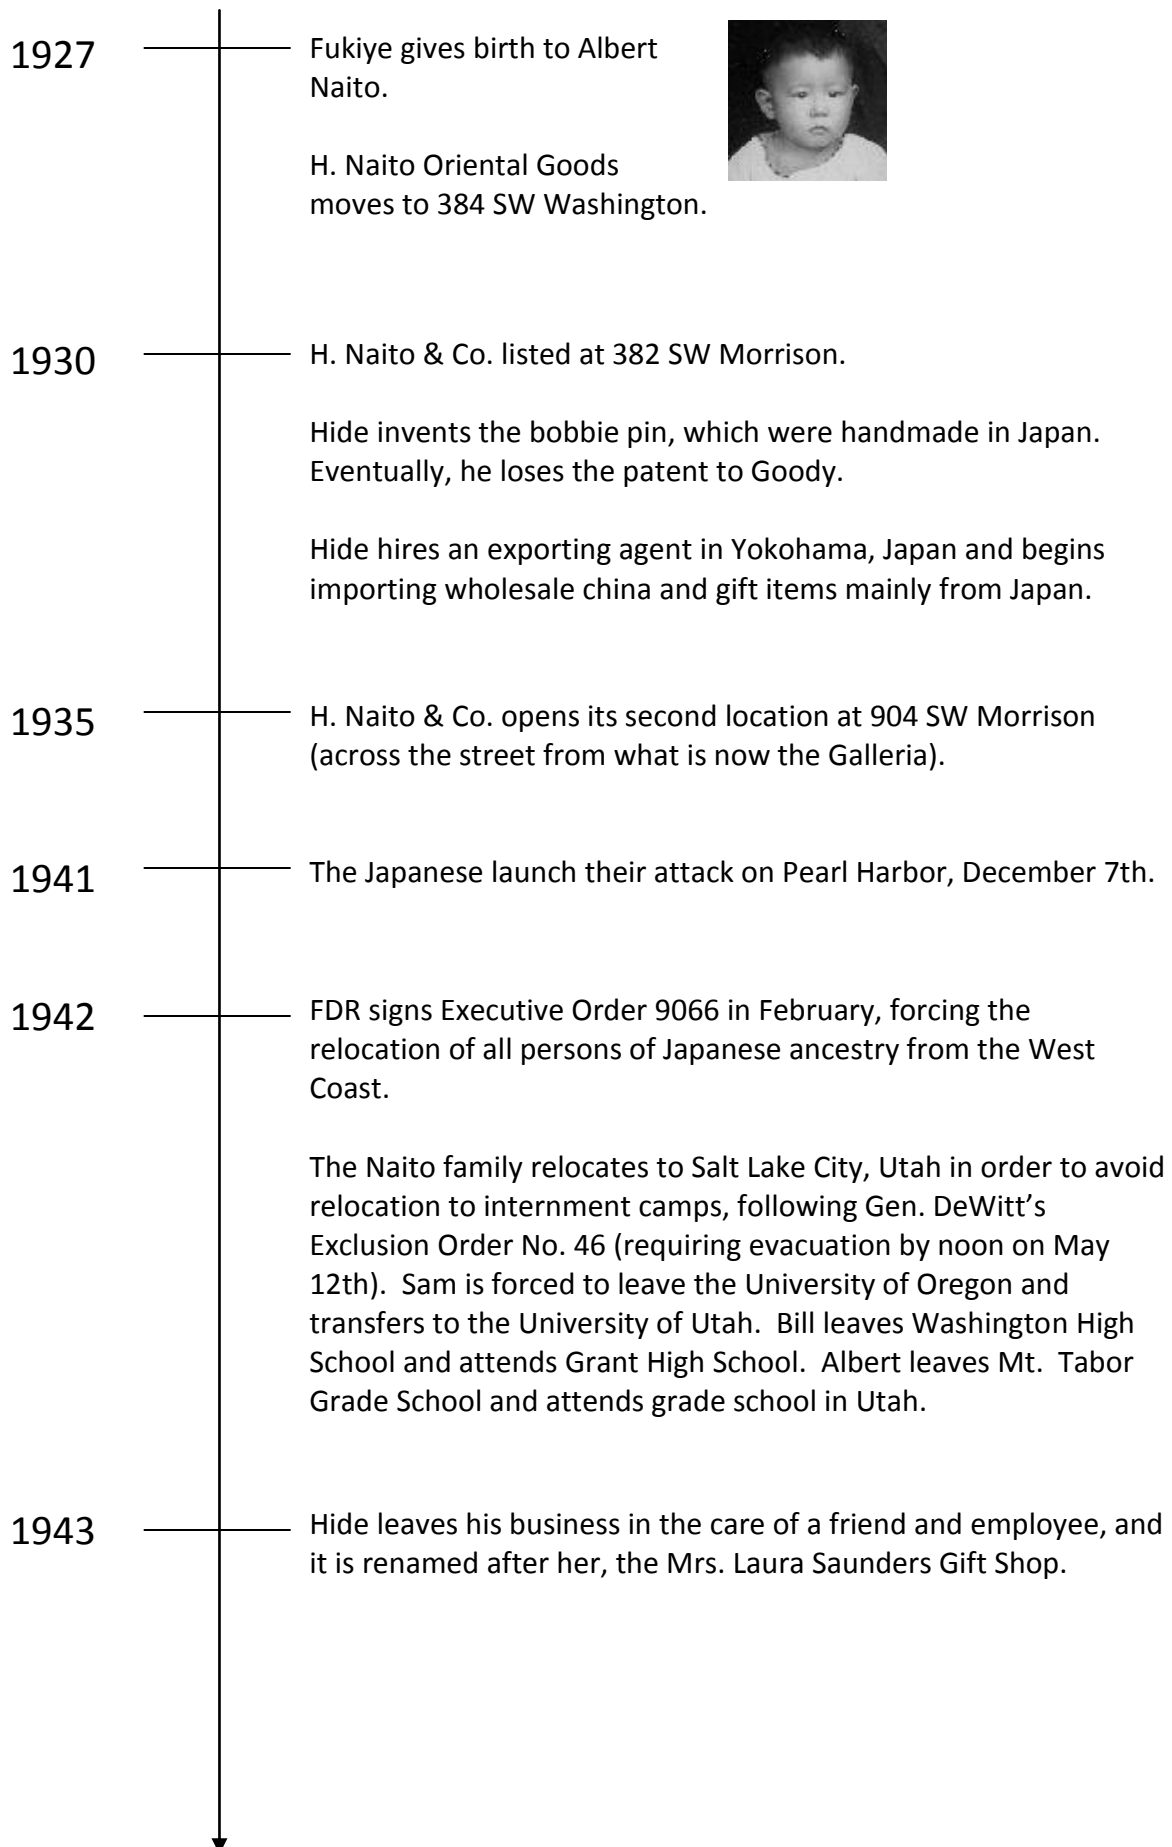 1927
Fukiye gives birth to Albert
Naito.
H. Naito Oriental Goods
moves to 384 SW Washington.
1930
H. Naito & Co. listed at 382 SW Morrison.
Hide invents the bobbie pin, which were handmade in Japan.
Eventually, he loses the patent to Goody.
Hide hires an exporting agent in Yokohama, Japan and begins
importing wholesale china and gift items mainly from Japan.
1935
H. Naito & Co. opens its second location at 904 SW Morrison
(across the street from what is now the Galleria).
1941
The Japanese launch their attack on Pearl Harbor, December 7th.
1942
FDR signs Executive Order 9066 in February, forcing the
relocation of all persons of Japanese ancestry from the West
Coast.
The Naito family relocates to Salt Lake City, Utah in order to avoid
relocation to internment camps, following Gen. DeWitt’s
Exclusion Order No. 46 (requiring evacuation by noon on May
12th).  Sam is forced to leave the University of Oregon and
transfers to the University of Utah.  Bill leaves Washington High
School and attends Grant High School.  Albert leaves Mt.  Tabor
Grade School and attends grade school in Utah.
1943
Hide leaves his business in the care of a friend and employee, and
it is renamed after her, the Mrs. Laura Saunders Gift Shop.